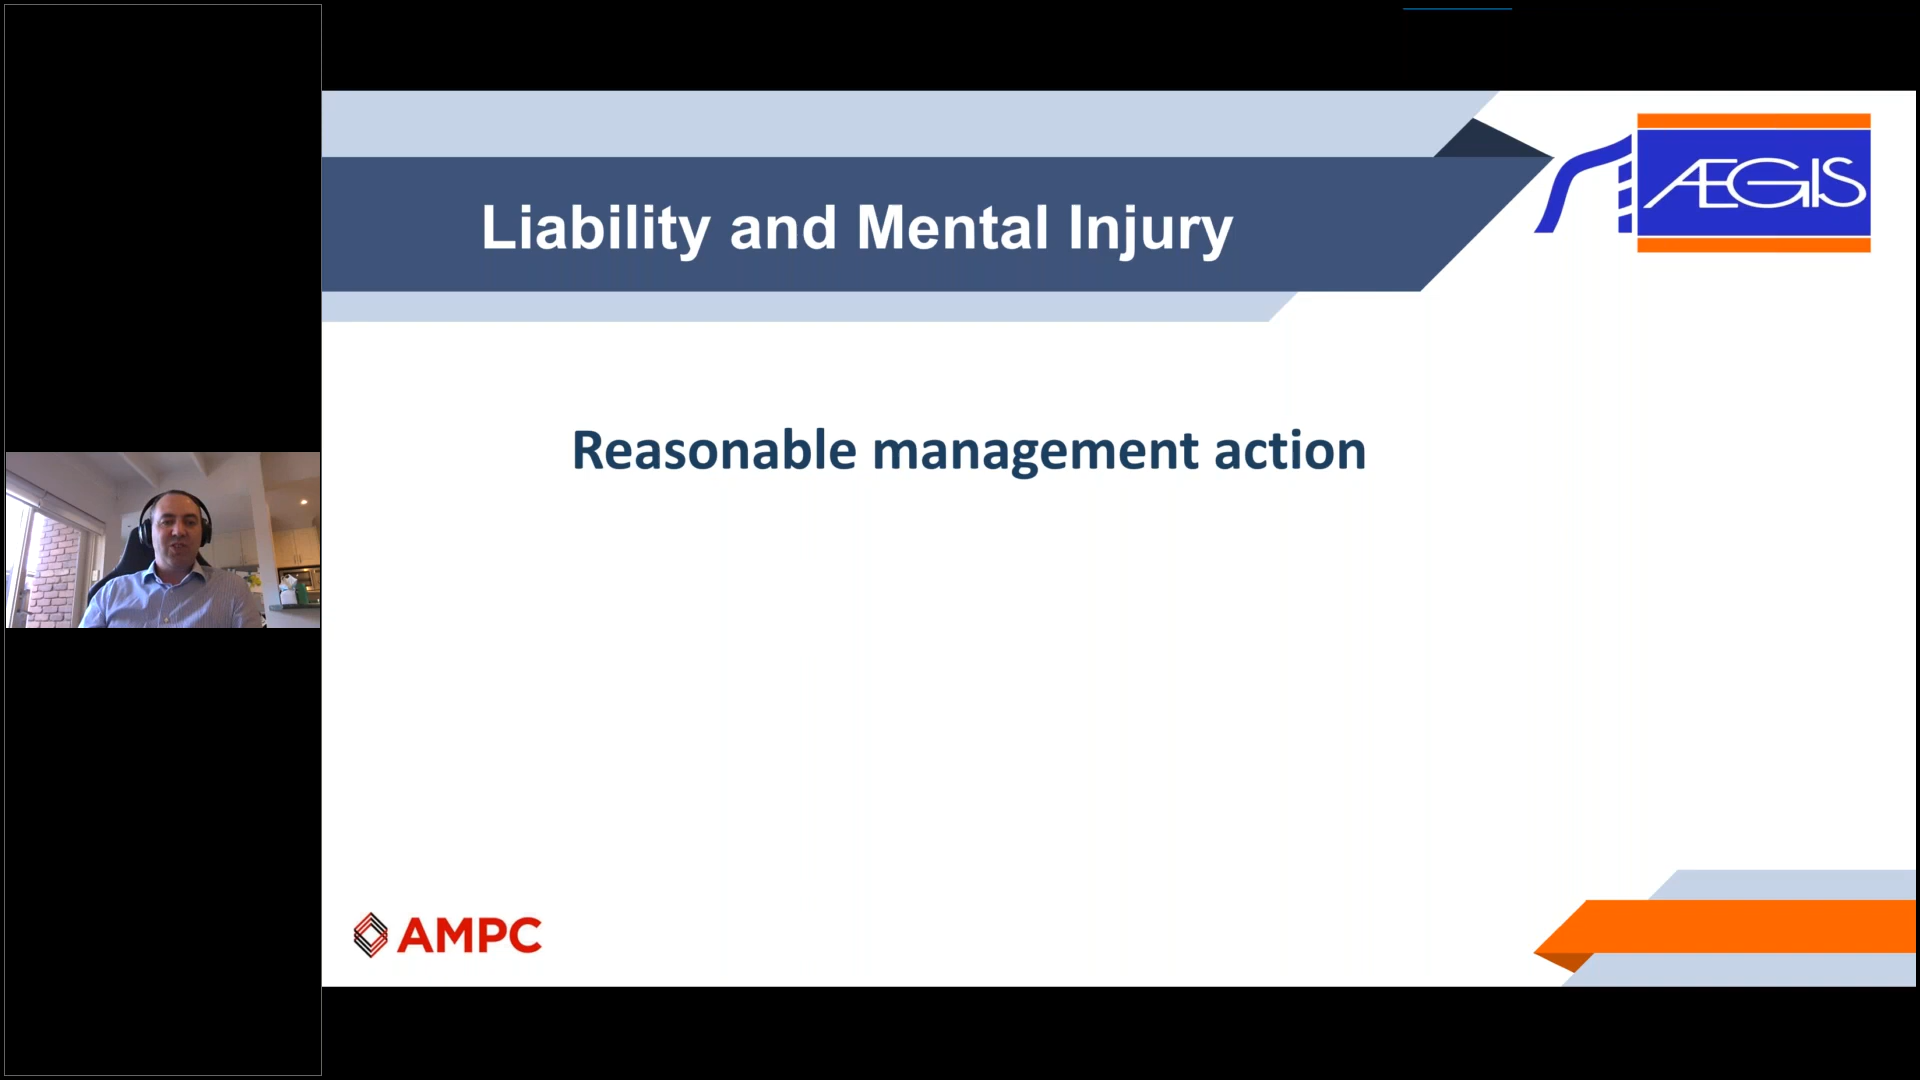 Liability and Mental Injury
ÆGIS
Reasonable management action
AMPC